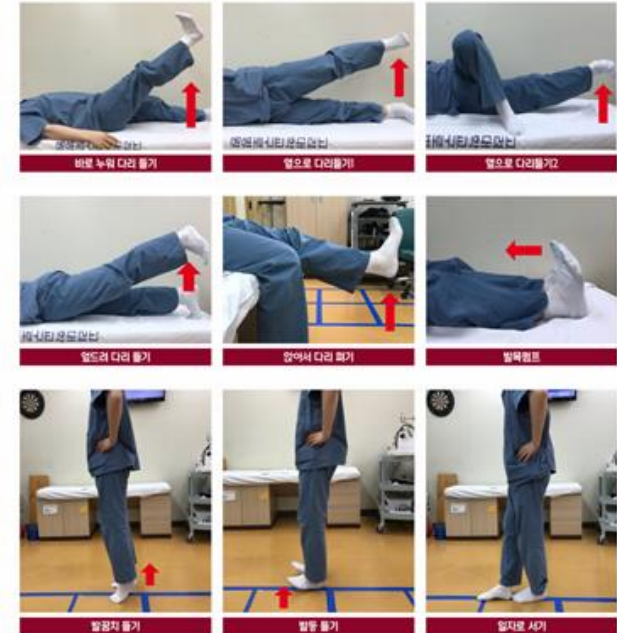 바로 누워 다리 들기
옆으로 다리들기1
옆으로 다리들기2
엎드려 다리 들기
앉아서 다리 펴기
발목펌프
발꿈치 들기
발등 들기
일자로 서기